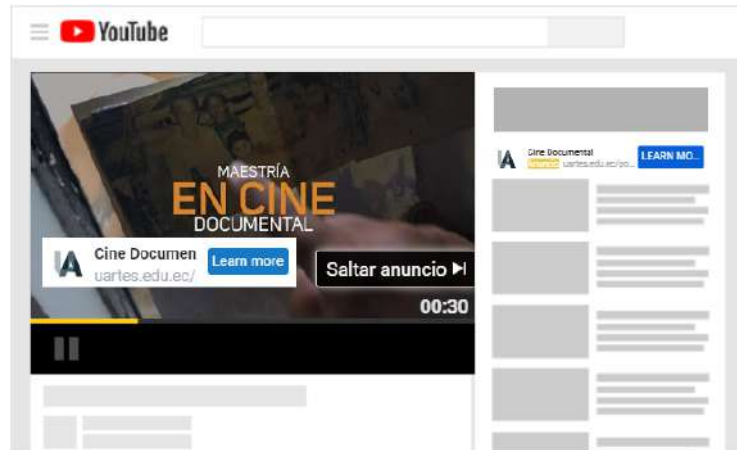 YouTube
MAESTRÍA
EN CINE
DOCUMENTAL
Cine Documen
uartes.edu.ec/
Learn more
Saltar anuncio
00:30
Cine Documental
uartes.edu.ec/po...
LEARN MO...